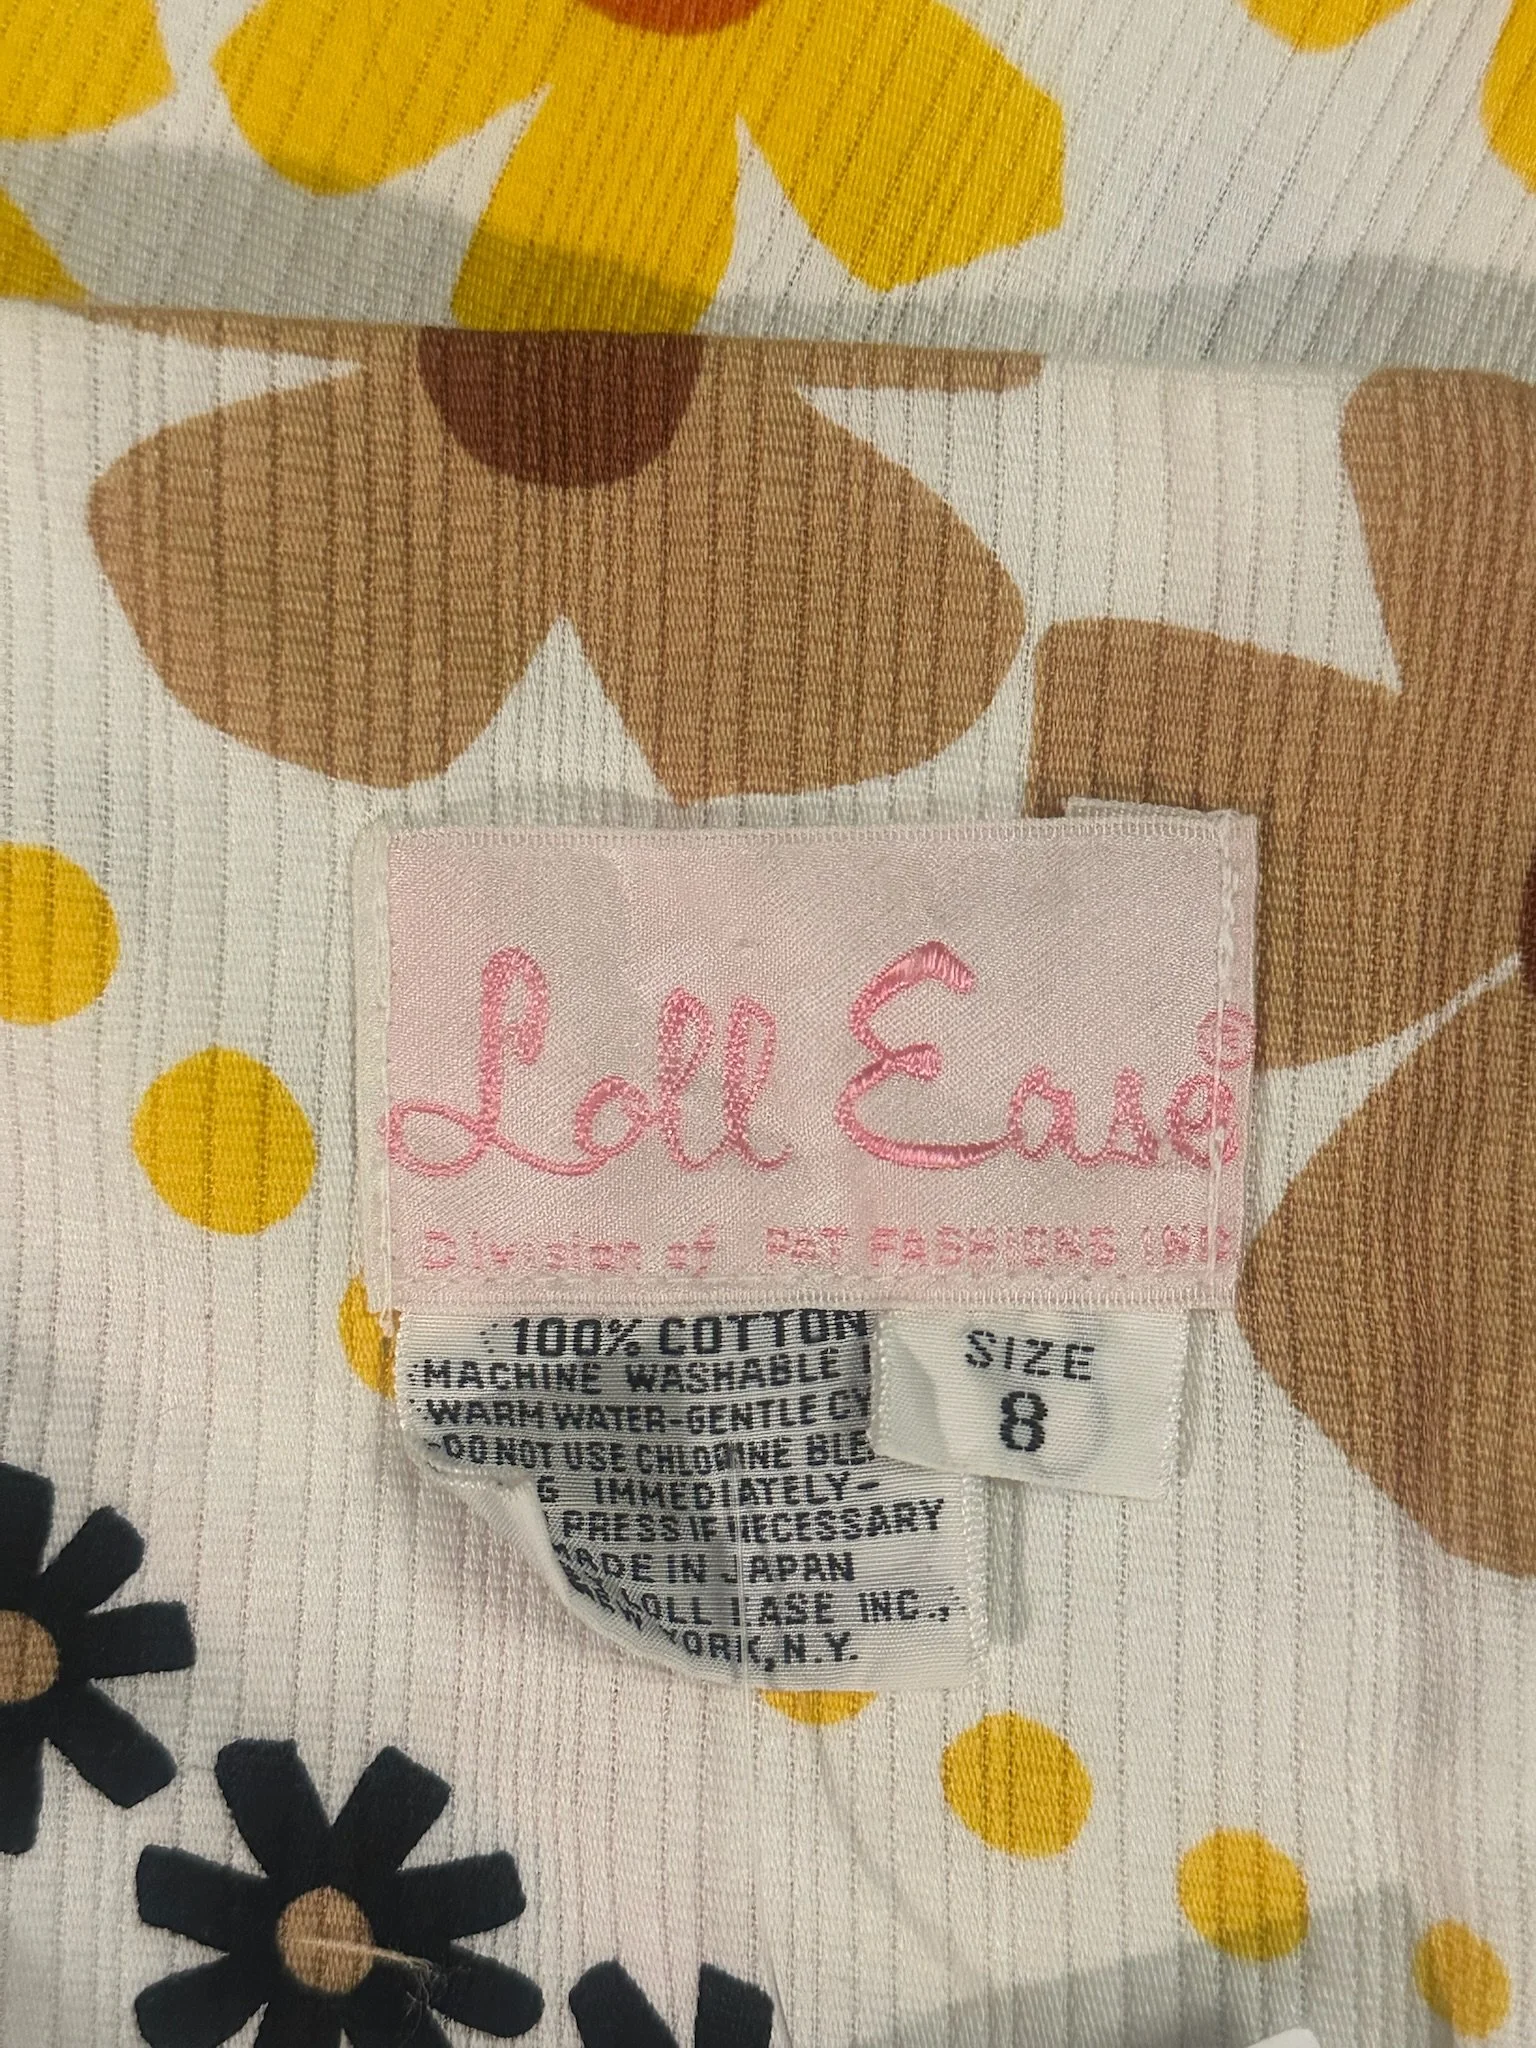 Loll Ease®
Division of PAT FASHIONS INC
100% COTTON
MACHINE WASHABLE
WARM WATER-GENTLE CY
-DO NOT USE CHLORINE BLE
G IMMEDIATELY-
PRESS IF NECESSARY
MADE IN JAPAN
LOLL EASE INC.,
NEW YORK, N.Y.
SIZE
8